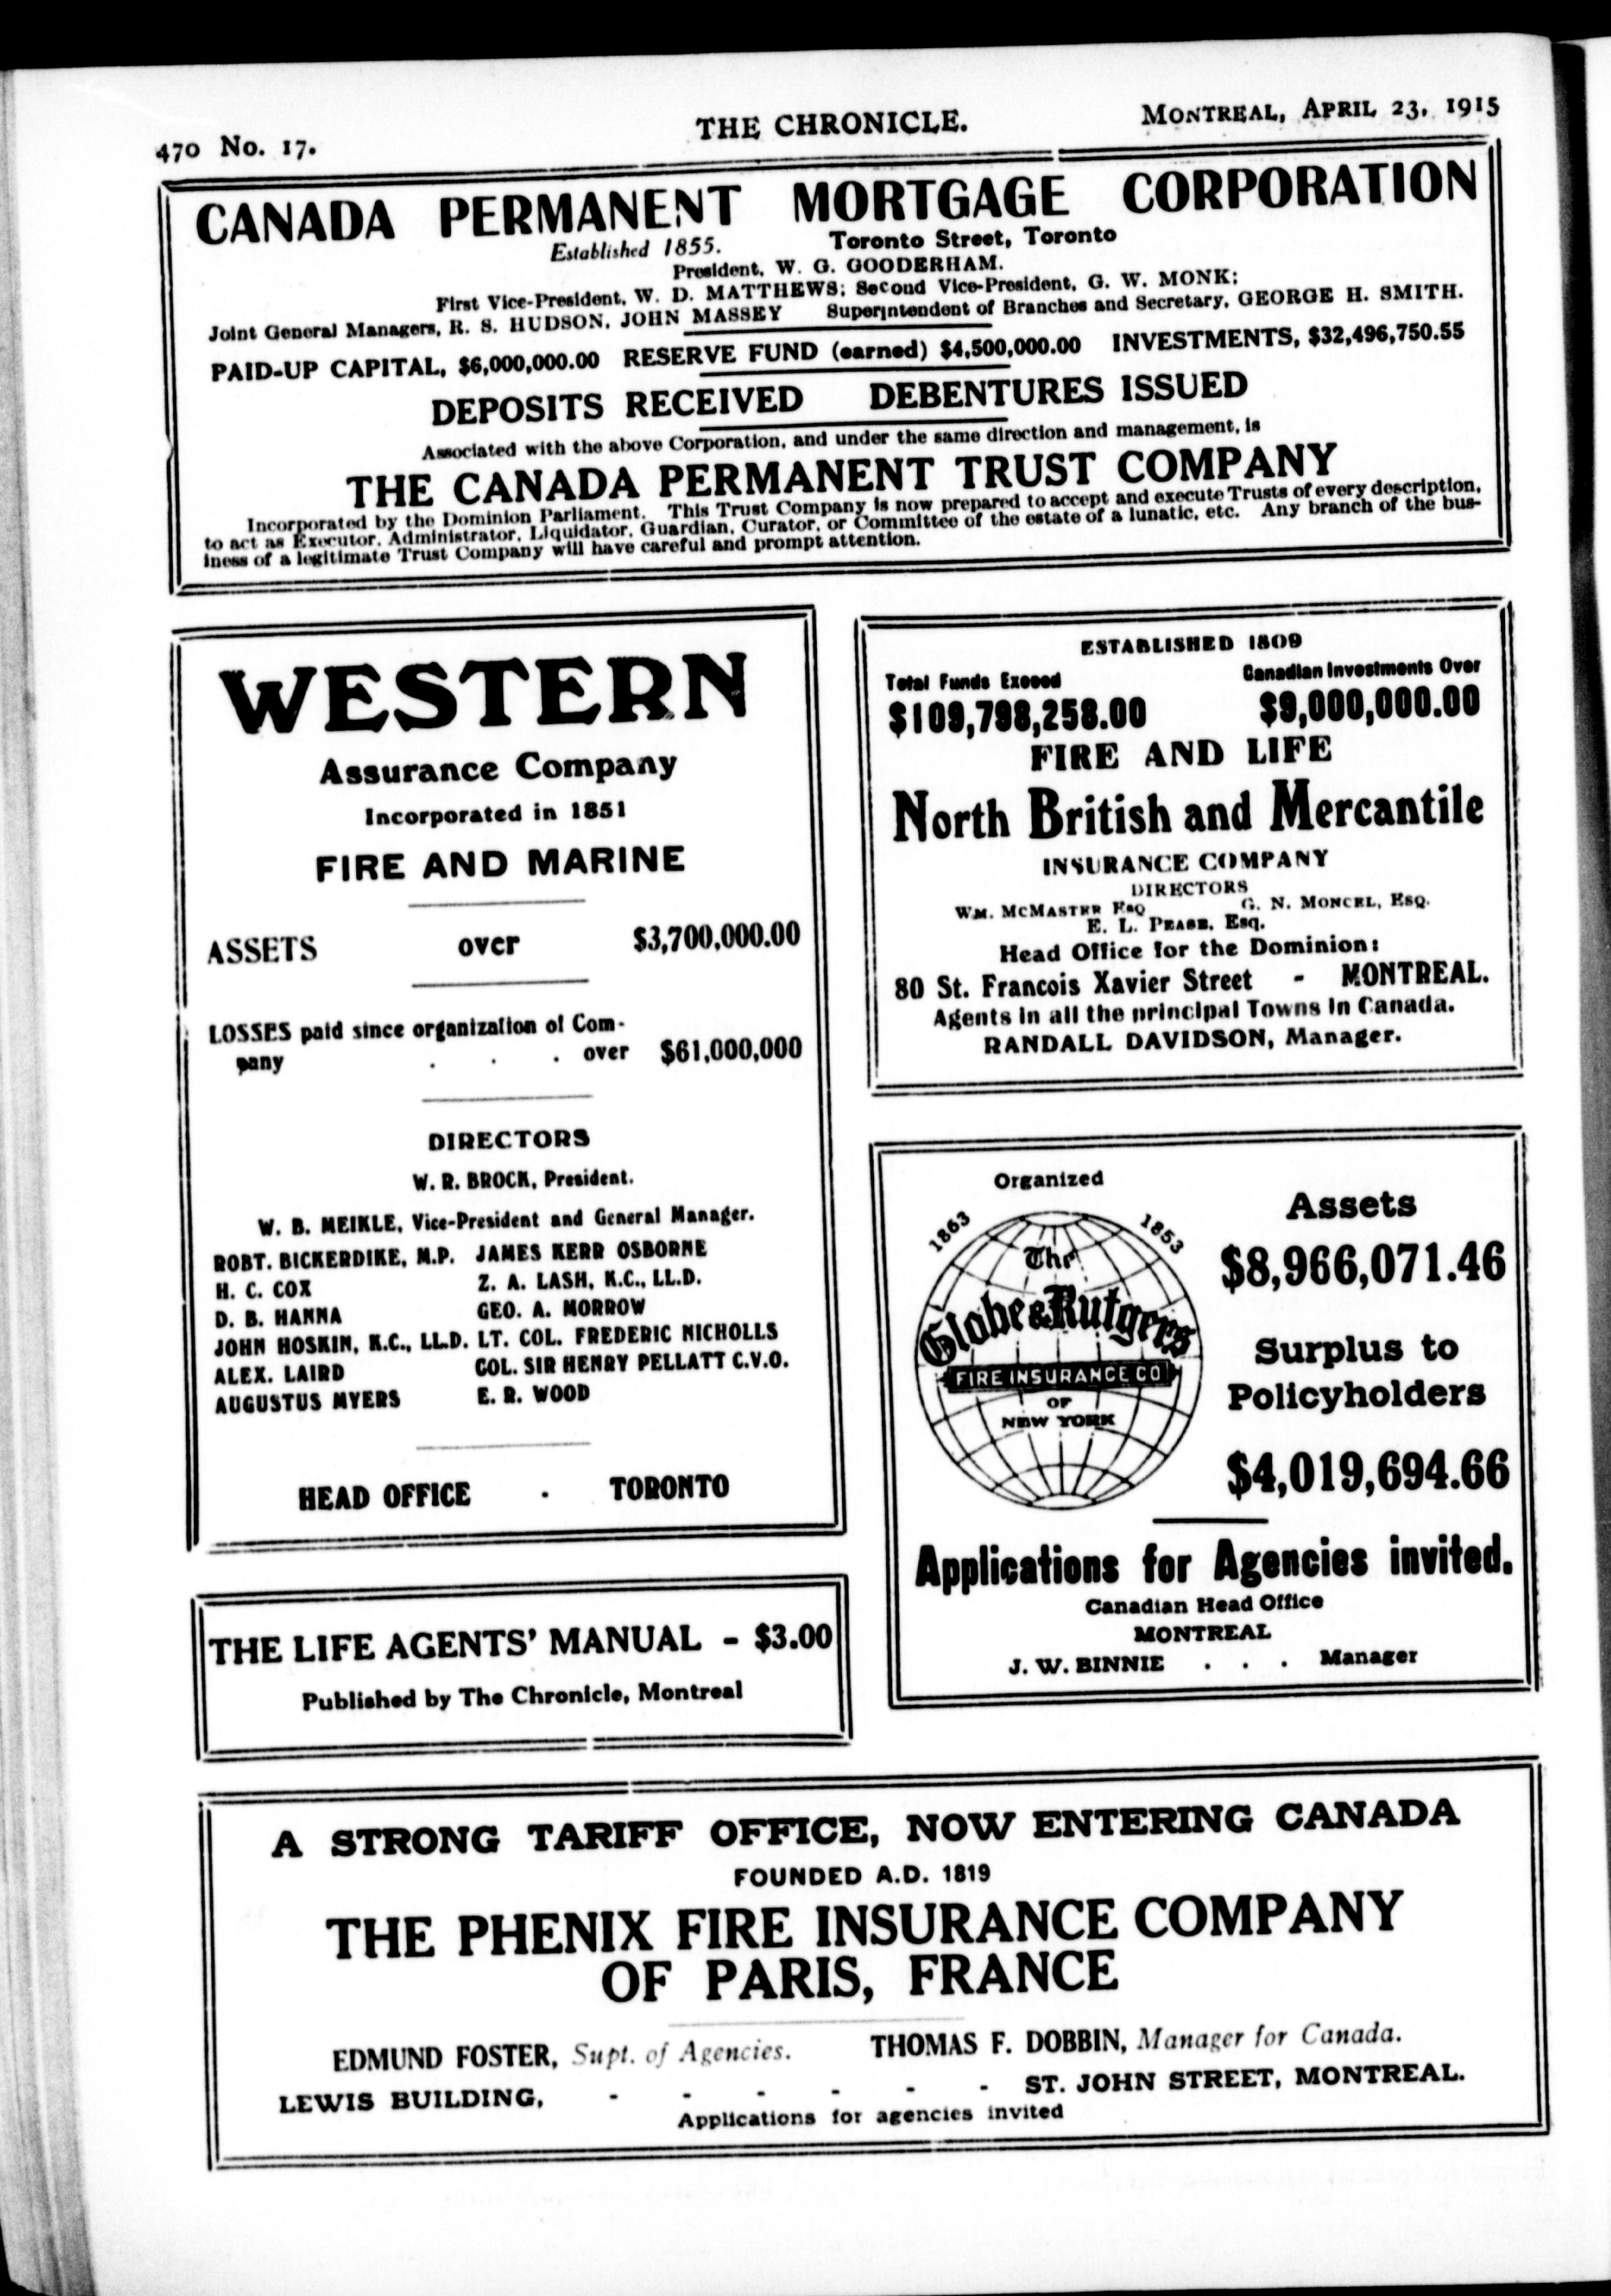 470 No. 17.
THE CHRONICLE.
MONTREAL, APRIL 23, 1915
CANADA PERMANENT MORTGAGE CORPORATION
Established 1855.
Toronto Street, Toronto
President, W. G. GOODERHAM.
First Vice-President, W. D. MATTHEWS; Second Vice-President, G. W. MONK;
Joint General Managers, R. S. HUDSON, JOHN MASSEY Superintendent of Branches and Secretary, GEORGE H. SMITH.
PAID-UP CAPITAL, $6,000,000.00 RESERVE FUND (earned) $4,500,000.00 INVESTMENTS, $32,496,750.55
DEPOSITS RECEIVED DEBENTURES ISSUED
Associated with the above Corporation, and under the same direction and management, is
THE CANADA PERMANENT TRUST COMPANY
Incorporated by the Dominion Parliament. This Trust Company is now prepared to accept and execute Trusts of every description,
to act as Executor, Administrator, Liquidator, Guardian, Curator, or Committee of the estate of a lunatic, etc. Any branch of the bus-
iness of a legitimate Trust Company will have careful and prompt attention.
WESTERN
Assurance Company
Incorporated in 1851
FIRE AND MARINE
ASSETS over $3,700,000.00
LOSSES paid since organization of Com-
pany . . . over $61,000,000
DIRECTORS
W. R. BROCK, President.
W. B. MEIKLE, Vice-President and General Manager.
ROBT. BICKERDIKE, M.P. JAMES KERR OSBORNE
H. C. COX Z. A. LASH, K.C., LL.D.
D. B. HANNA GEO. A. MORROW
JOHN HOSKIN, K.C., LL.D. LT. COL. FREDERIC NICHOLLS
ALEX. LAIRD COL. SIR HENRY PELLATT C.V.O.
AUGUSTUS MYERS E. R. WOOD
HEAD OFFICE . TORONTO
THE LIFE AGENTS' MANUAL - $3.00
Published by The Chronicle, Montreal
ESTABLISHED 1809
Total Funds Exceed Canadian Investments Over
$109,798,258.00 $9,000,000.00
FIRE AND LIFE
North British and Mercantile
INSURANCE COMPANY
DIRECTORS
WM. MCMASTER ESQ G. N. MONCEL, ESQ.
E. L. PEASE, Esq.
Head Office for the Dominion:
80 St. Francois Xavier Street - MONTREAL.
Agents in all the principal Towns in Canada.
RANDALL DAVIDSON, Manager.
Organized
1863 1853
The
Globe & Rutgers
FIRE INSURANCE CO
OF
NEW YORK
Assets
$8,966,071.46
Surplus to
Policyholders
$4,019,694.66
Applications for Agencies invited.
Canadian Head Office
MONTREAL
J. W. BINNIE . . . Manager
A STRONG TARIFF OFFICE, NOW ENTERING CANADA
FOUNDED A.D. 1819
THE PHENIX FIRE INSURANCE COMPANY
OF PARIS, FRANCE
EDMUND FOSTER, Supt. of Agencies. THOMAS F. DOBBIN, Manager for Canada.
LEWIS BUILDING, - - - - - - ST. JOHN STREET, MONTREAL.
Applications for agencies invited